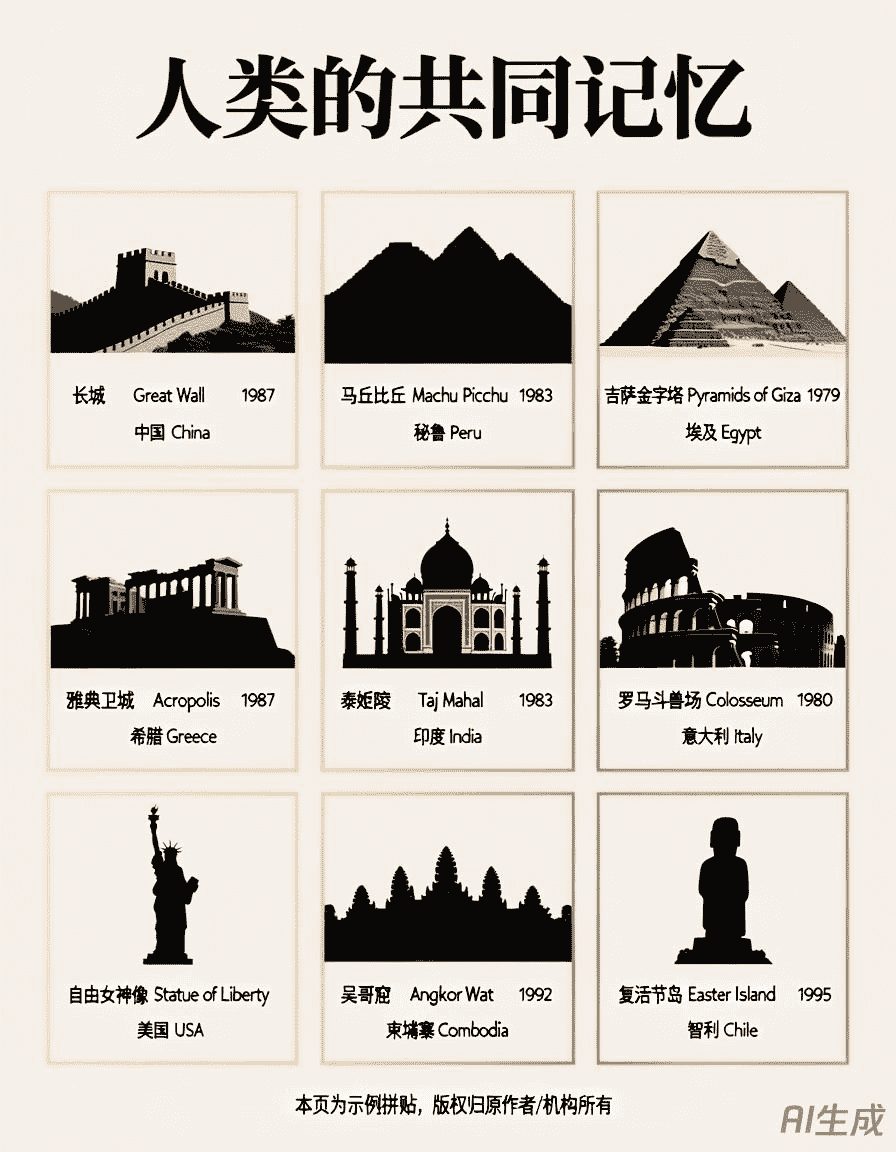 人类的共同记忆
长城 Great Wall 1987
中国 China
马丘比丘 Machu Picchu 1983
秘鲁 Peru
吉萨金字塔 Pyramids of Giza 1979
埃及 Egypt
雅典卫城 Acropolis 1987
希腊 Greece
泰姬陵 Taj Mahal 1983
印度 India
罗马斗兽场 Colosseum 1980
意大利 Italy
自由女神像 Statue of Liberty
美国 USA
吴哥窟 Angkor Wat 1992
柬埔寨 Combodia
复活节岛 Easter Island 1995
智利 Chile
本页为示例拼贴，版权归原作者/机构所有
AI生成